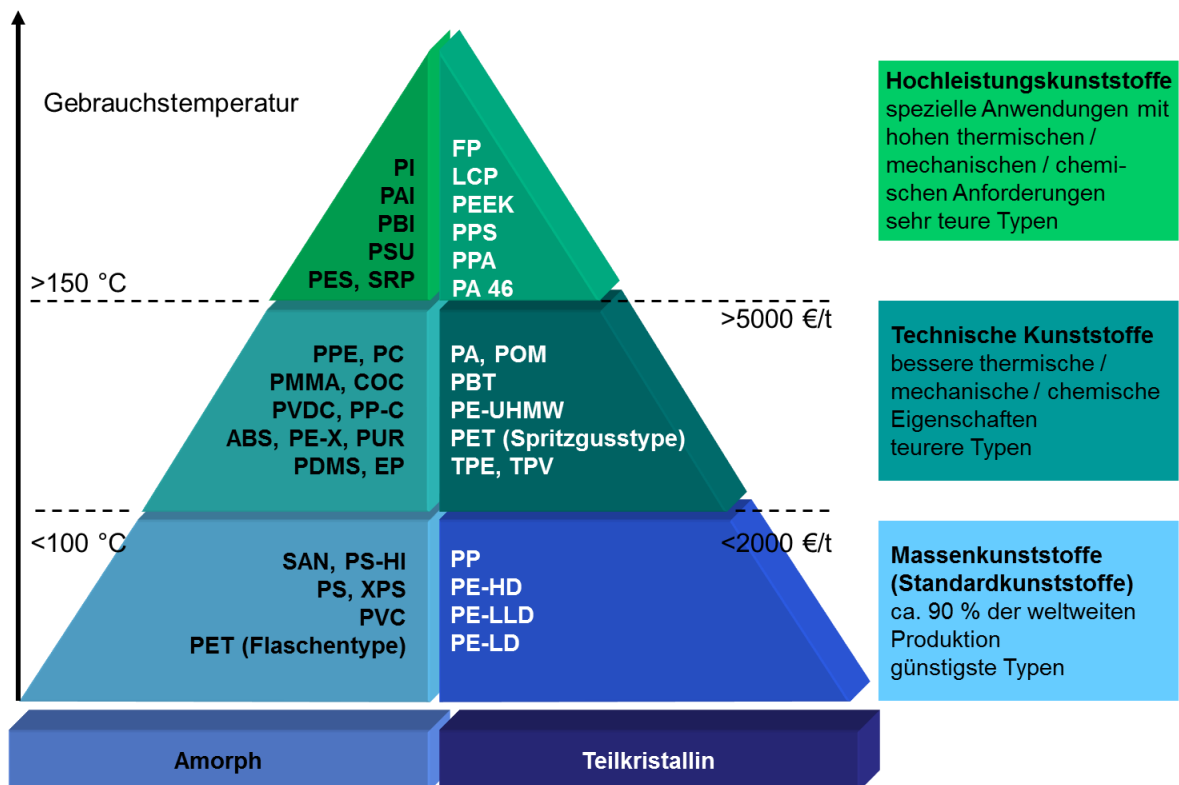 Gebrauchstemperatur
PI
PAI
PBI
PSU
PES, SRP
FP
LCP
PEEK
PPS
PPA
PA 46
>150 °C
>5000 €/t
PPE, PC
PMMA, COC
PVDC, PP-C
ABS, PE-X, PUR
PDMS, EP
PA, POM
PBT
PE-UHMW
PET (Spritzgusstype)
TPE, TPV
<100 °C
<2000 €/t
SAN, PS-HI
PS, XPS
PVC
PET (Flaschentype)
PP
PE-HD
PE-LLD
PE-LD
Amorph
Teilkristallin
Hochleistungskunststoffe
spezielle Anwendungen mit
hohen thermischen /
mechanischen / chemi-
schen Anforderungen
sehr teure Typen
Technische Kunststoffe
bessere thermische /
mechanische / chemische
Eigenschaften
teurere Typen
Massenkunststoffe
(Standardkunststoffe)
ca. 90 % der weltweiten
Produktion
günstigste Typen